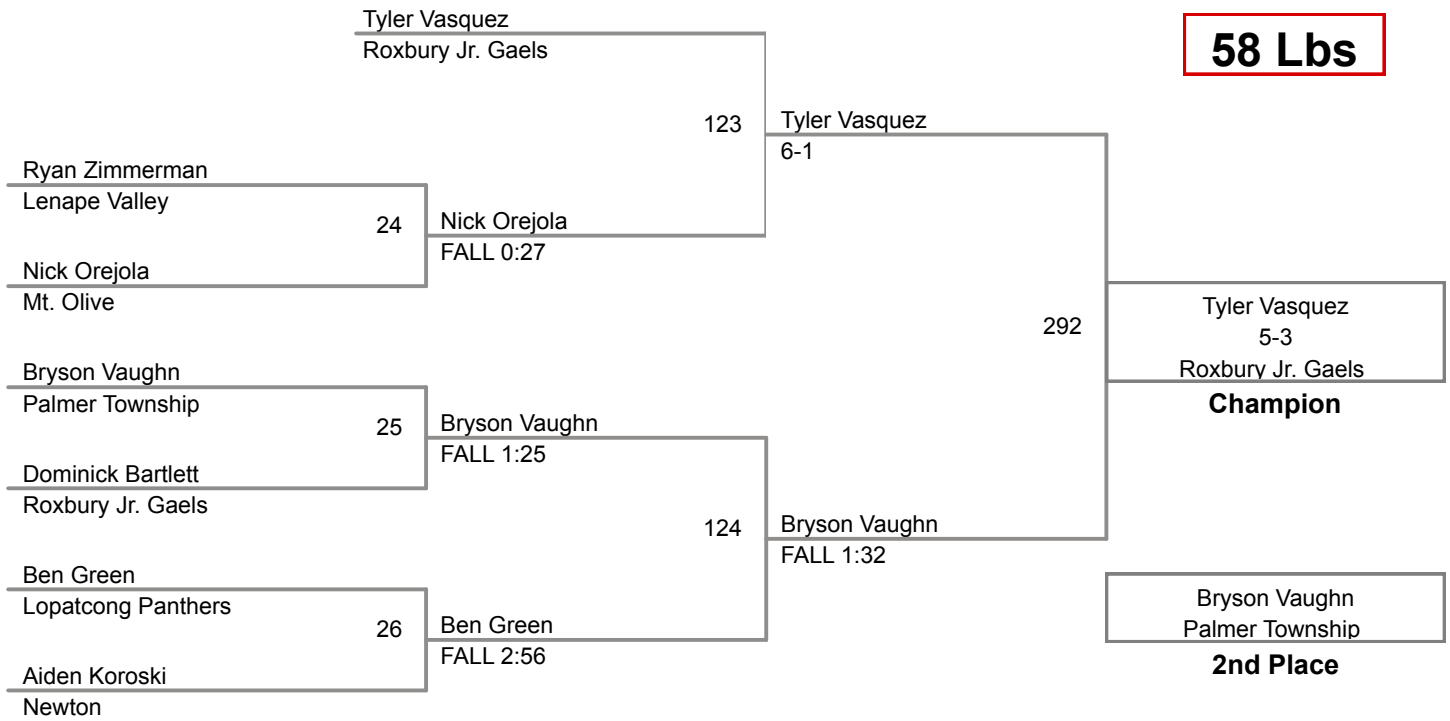 Tyler Vasquez
Roxbury Jr. Gaels
58 Lbs
123
Tyler Vasquez
6-1
Ryan Zimmerman
Lenape Valley
24
Nick Orejola
FALL 0:27
Nick Orejola
Mt. Olive
292
Tyler Vasquez
5-3
Roxbury Jr. Gaels
Champion
Bryson Vaughn
Palmer Township
25
Bryson Vaughn
FALL 1:25
Dominick Bartlett
Roxbury Jr. Gaels
124
Bryson Vaughn
FALL 1:32
Ben Green
Lopatcong Panthers
26
Ben Green
FALL 2:56
Aiden Koroski
Newton
Bryson Vaughn
Palmer Township
2nd Place